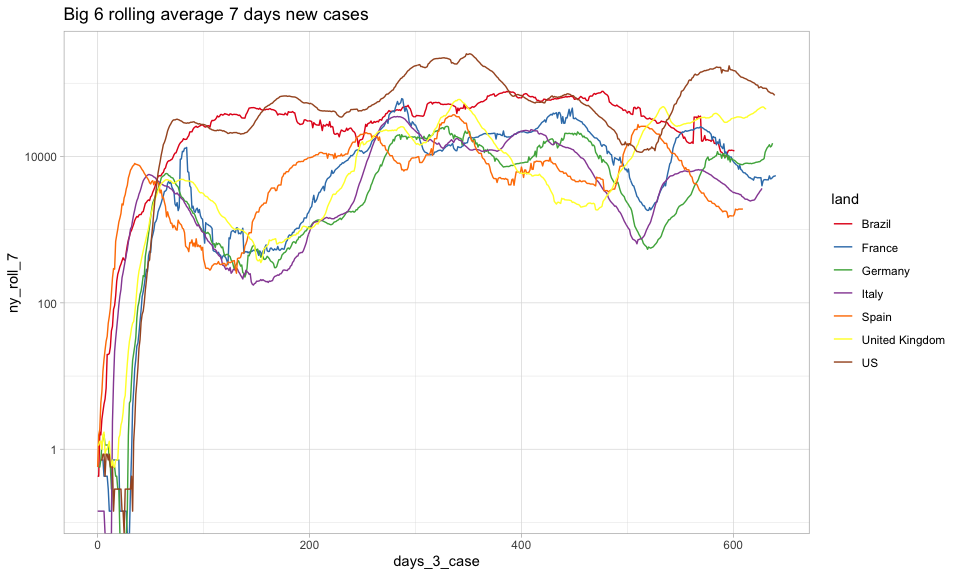 Big 6 rolling average 7 days new cases
ny_roll_7
10000
100
1
0
200
400
600
days_3_case
land
Brazil
France
Germany
Italy
Spain
United Kingdom
US